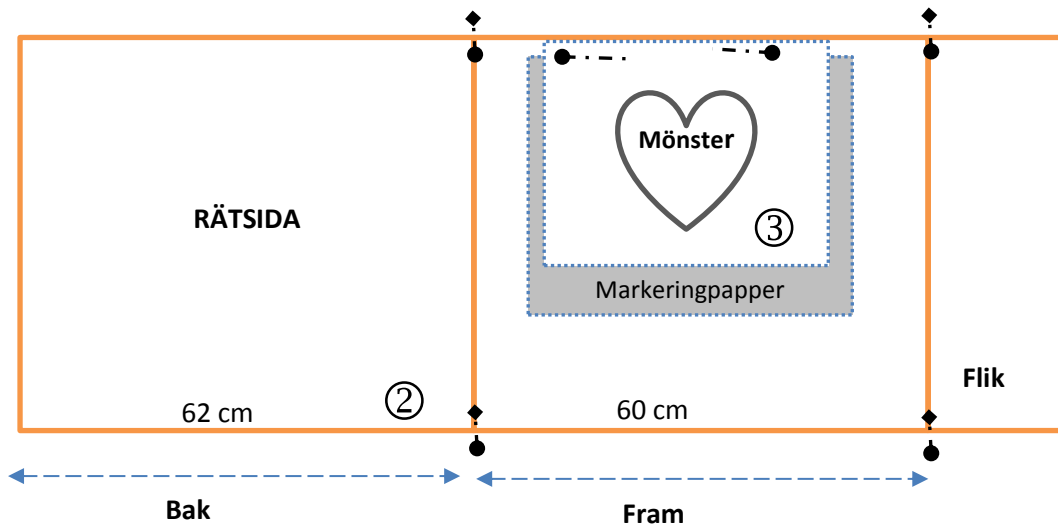 Mönster
RÄTSIDA
③
Markeringpapper
Flik
②
62 cm
60 cm
Bak
Fram